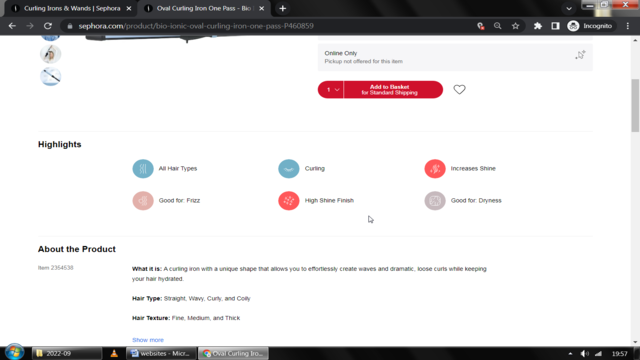 Curling Irons & Wands | Sephora
Oval Curling Iron One Pass - Bio
sephora.com/product/bio-ionic-oval-curling-iron-one-pass-P460859
Incognito
Online Only
Pickup not offered for this item
1
Add to Basket
for Standard Shipping
Highlights
All Hair Types
Curling
Increases Shine
Good for: Frizz
High Shine Finish
Good for: Dryness
About the Product
Item 2354538
What it is: A curling iron with a unique shape that allows you to effortlessly create waves and dramatic, loose curls while keeping
your hair hydrated.
Hair Type: Straight, Wavy, Curly, and Coily
Hair Texture: Fine, Medium, and Thick
Show more
2022-09
websites - Micr...
Oval Curling Iron...
19:57